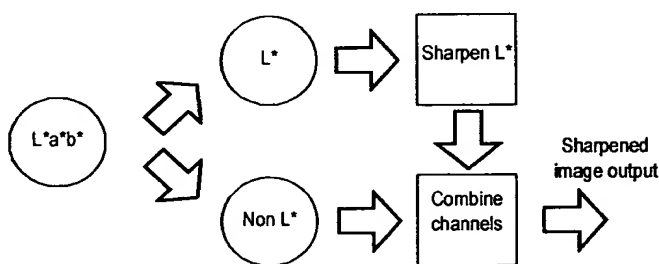 L*
Sharpen L*
L*a*b*
Sharpened
image output
Non L*
Combine
channels